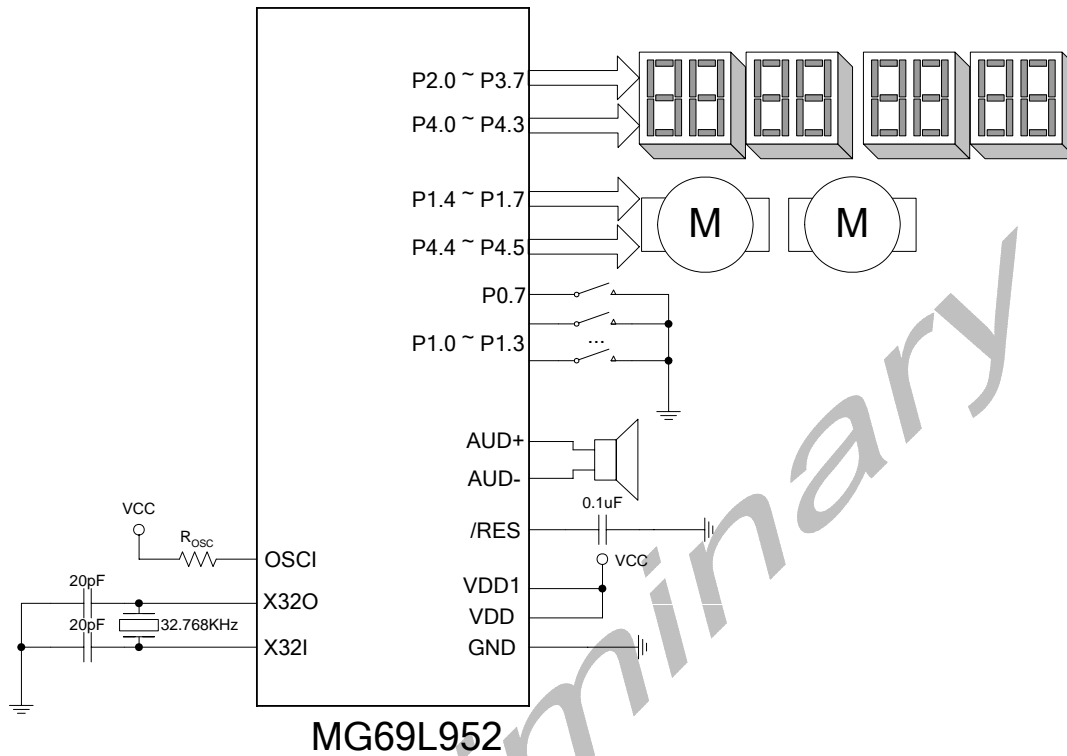 P2.0 ~ P3.7
P4.0 ~ P4.3
P1.4 ~ P1.7
M M
P4.4 ~ P4.5
P0.7
P1.0 ~ P1.3
...
AUD+
AUD-
0.1uF
/RES
VCC
ROSC
OSCI
VCC
VDD1
VDD
20pF
X32O
20pF
32.768KHz
X32I
GND
MG69L952
minary